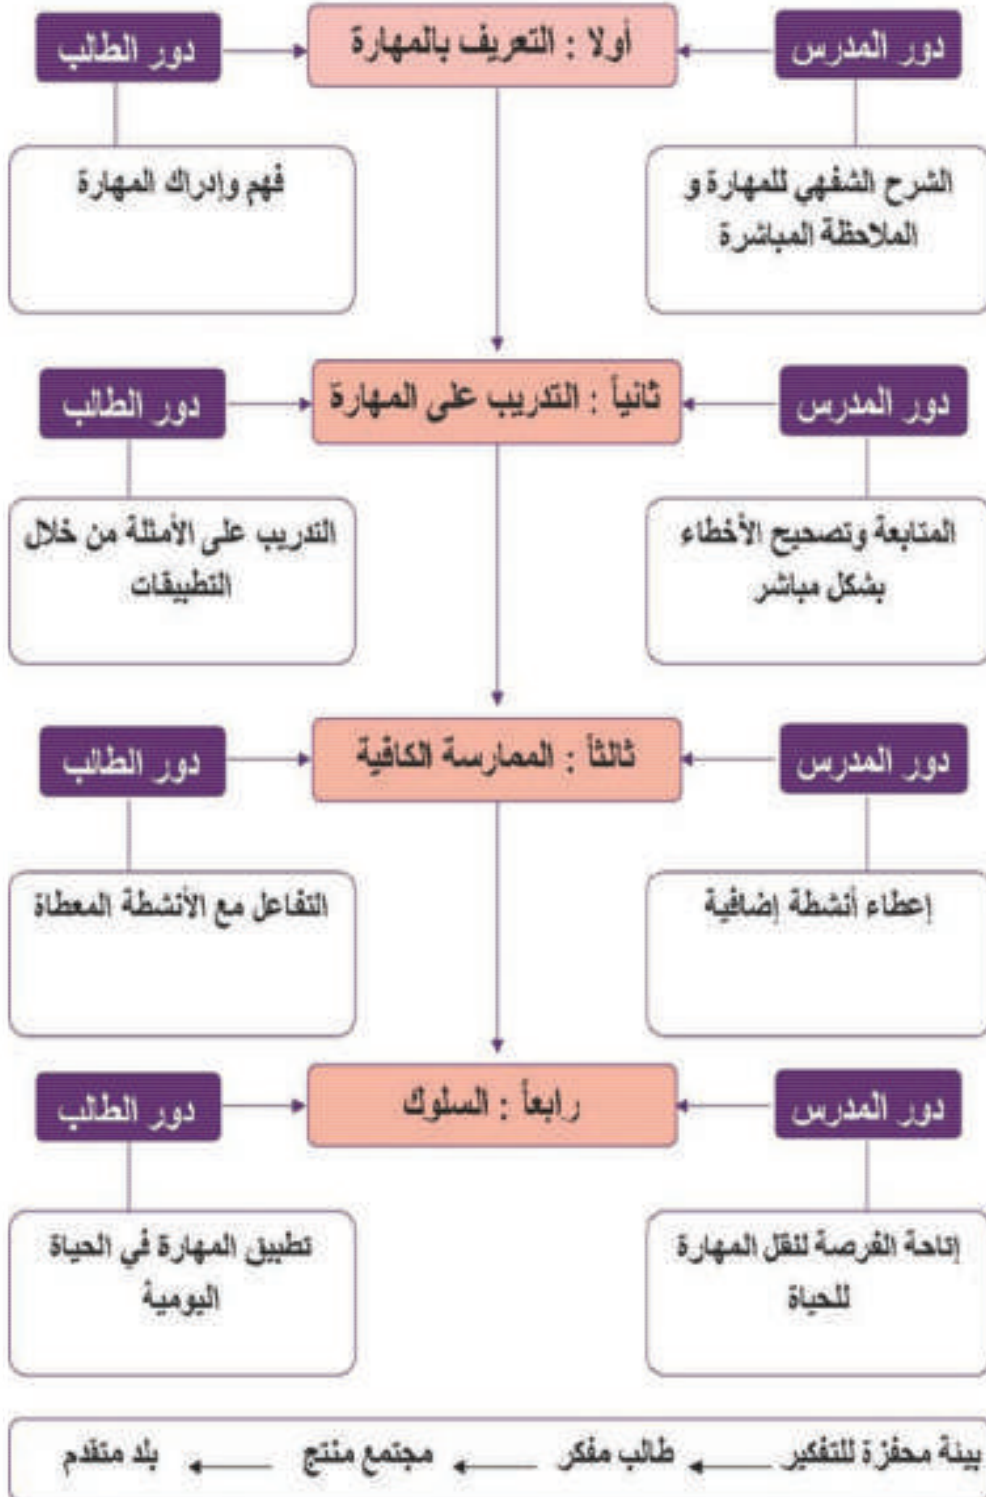 أولا : التعريف بالمهارة
دور المدرس
دور الطالب
الشرح الشفهي للمهارة و
الملاحظة المباشرة
فهم وإدراك المهارة
ثانياً : التدريب على المهارة
دور المدرس
دور الطالب
المتابعة وتصحيح الأخطاء
بشكل مباشر
التدريب على الأمثلة من خلال
التطبيقات
ثالثاً : الممارسة الكافية
دور المدرس
دور الطالب
إعطاء أنشطة إضافية
التفاعل مع الأنشطة المعطاة
رابعاً : السلوك
دور المدرس
دور الطالب
إتاحة الفرصة لنقل المهارة
للحياة
تطبيق المهارة في الحياة
اليومية
بيئة محفزة للتفكير ← طالب مفكر ← مجتمع منتج ← بلد متقدم